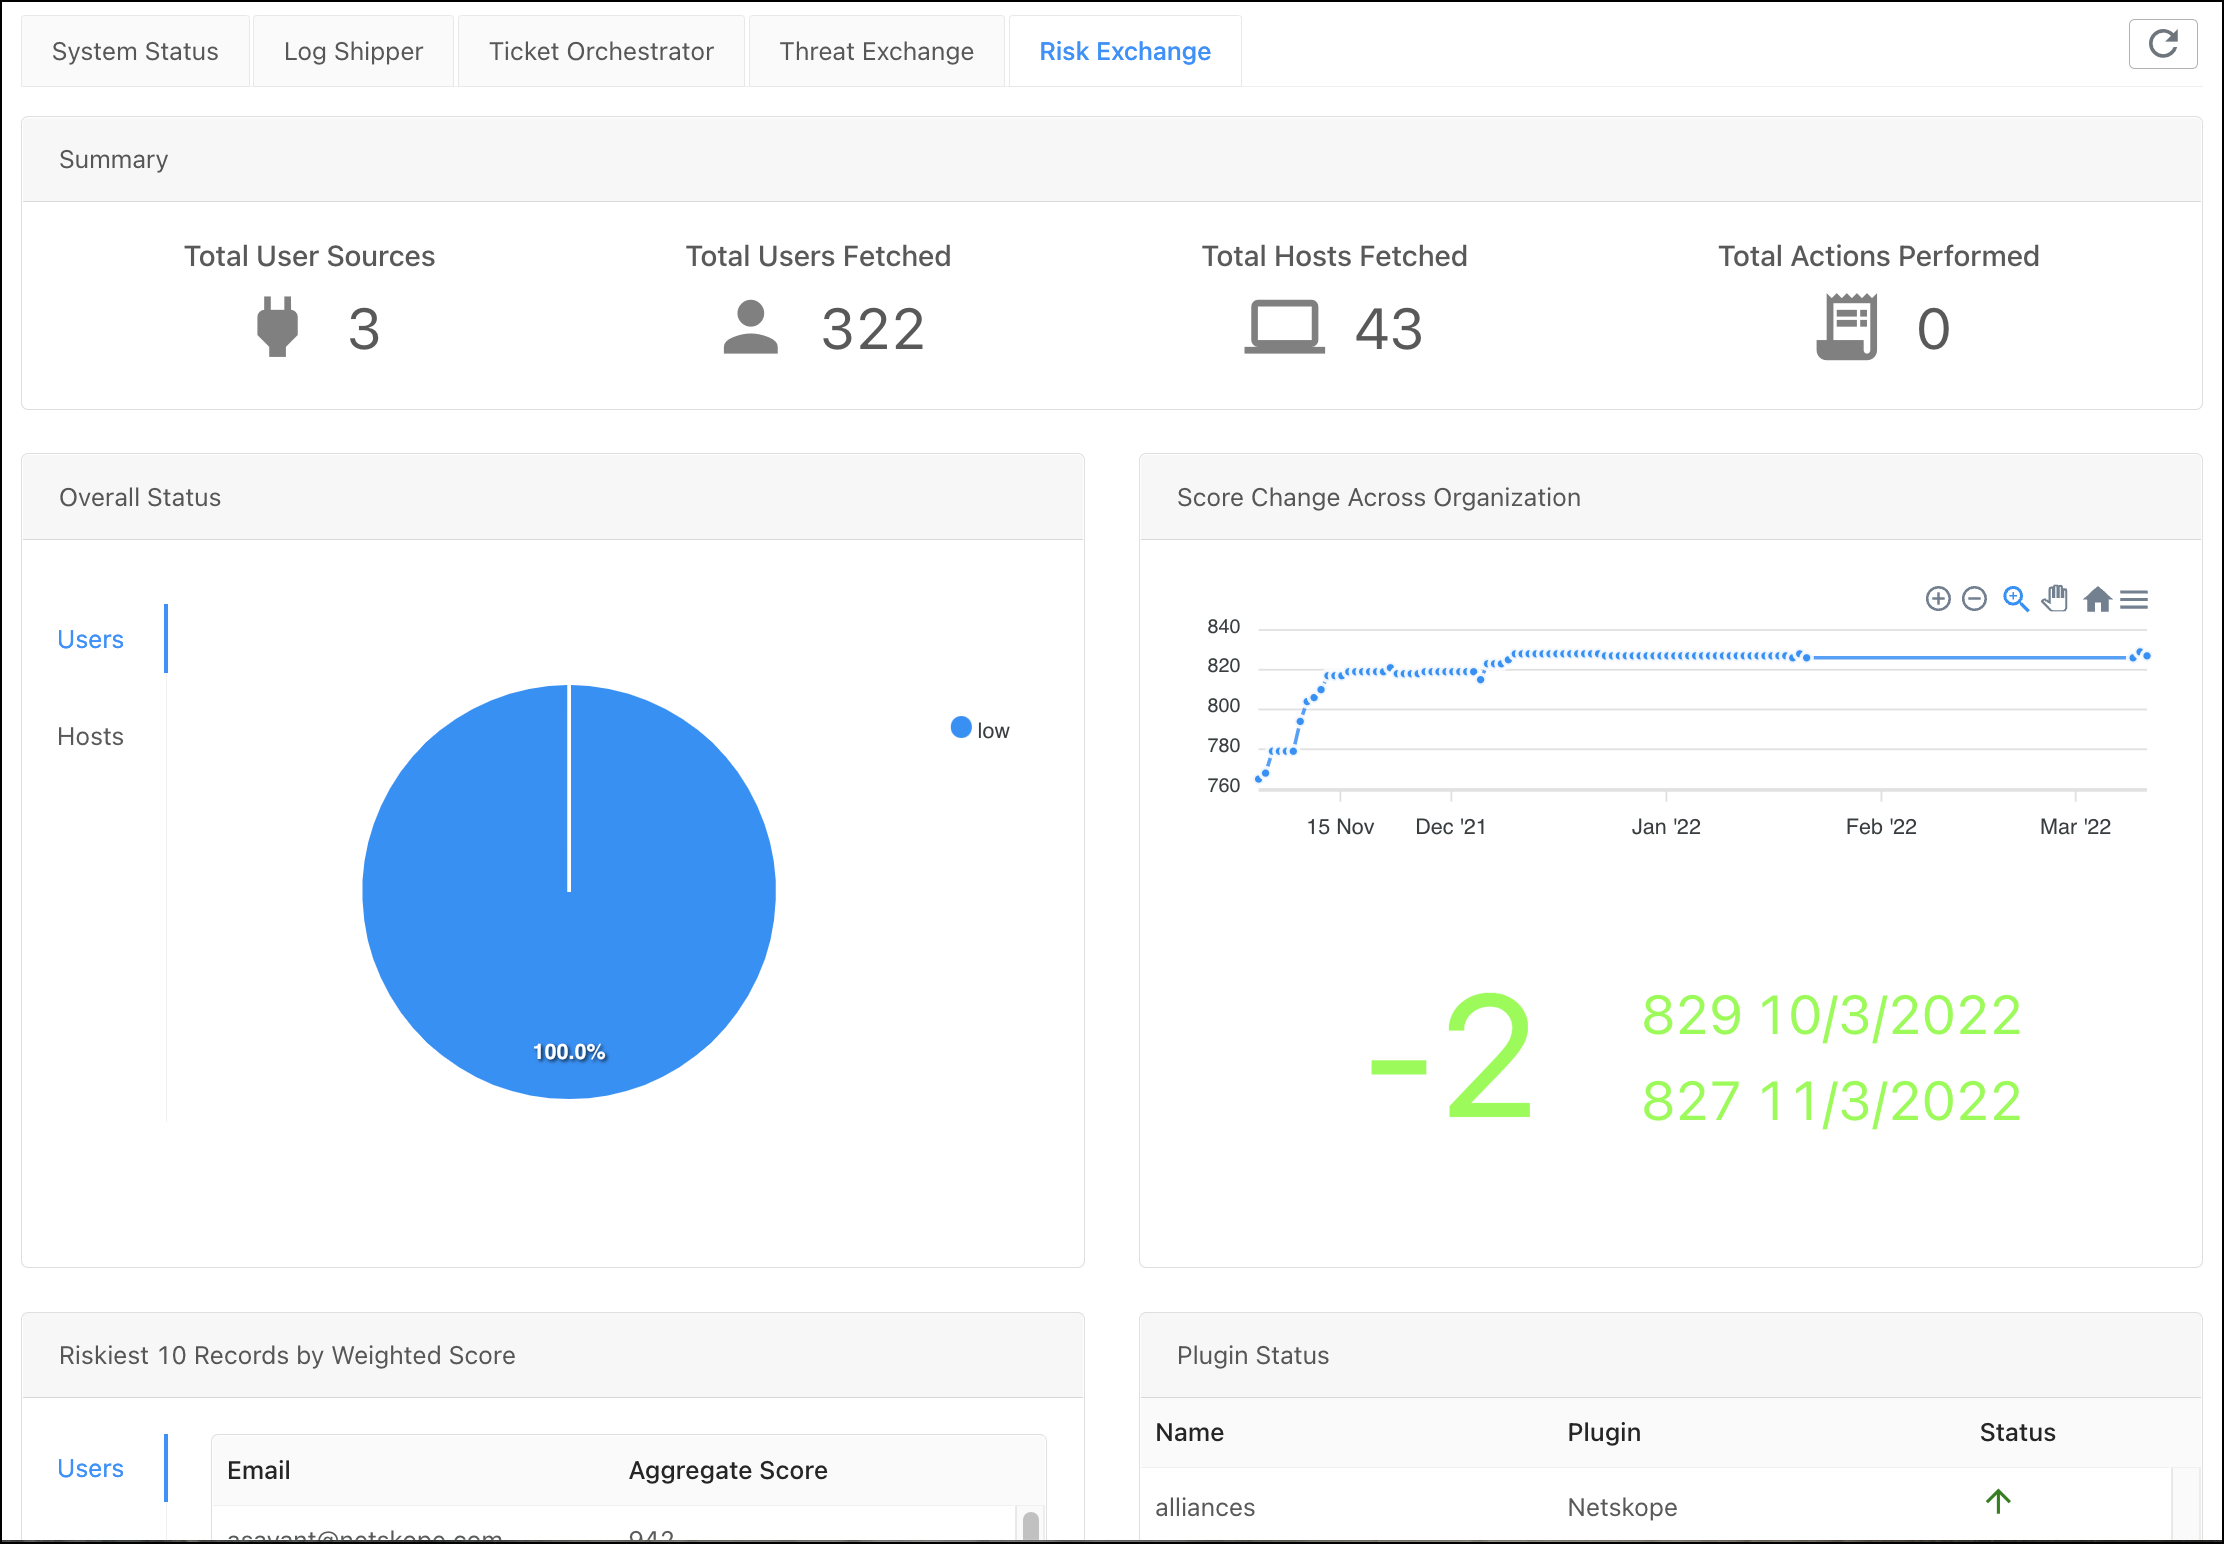 System Status
Log Shipper
Ticket Orchestrator
Threat Exchange
Risk Exchange
Summary
Total User Sources
3
Total Users Fetched
322
Total Hosts Fetched
43
Total Actions Performed
0
Overall Status
Users
Hosts
low
100.0%
Score Change Across Organization
840
820
800
780
760
15 Nov
Dec '21
Jan '22
Feb '22
Mar '22
-2
829 10/3/2022
827 11/3/2022
Riskiest 10 Records by Weighted Score
Users
Email
Aggregate Score
asavant@netskope.com
942
Plugin Status
Name
Plugin
Status
alliances
Netskope